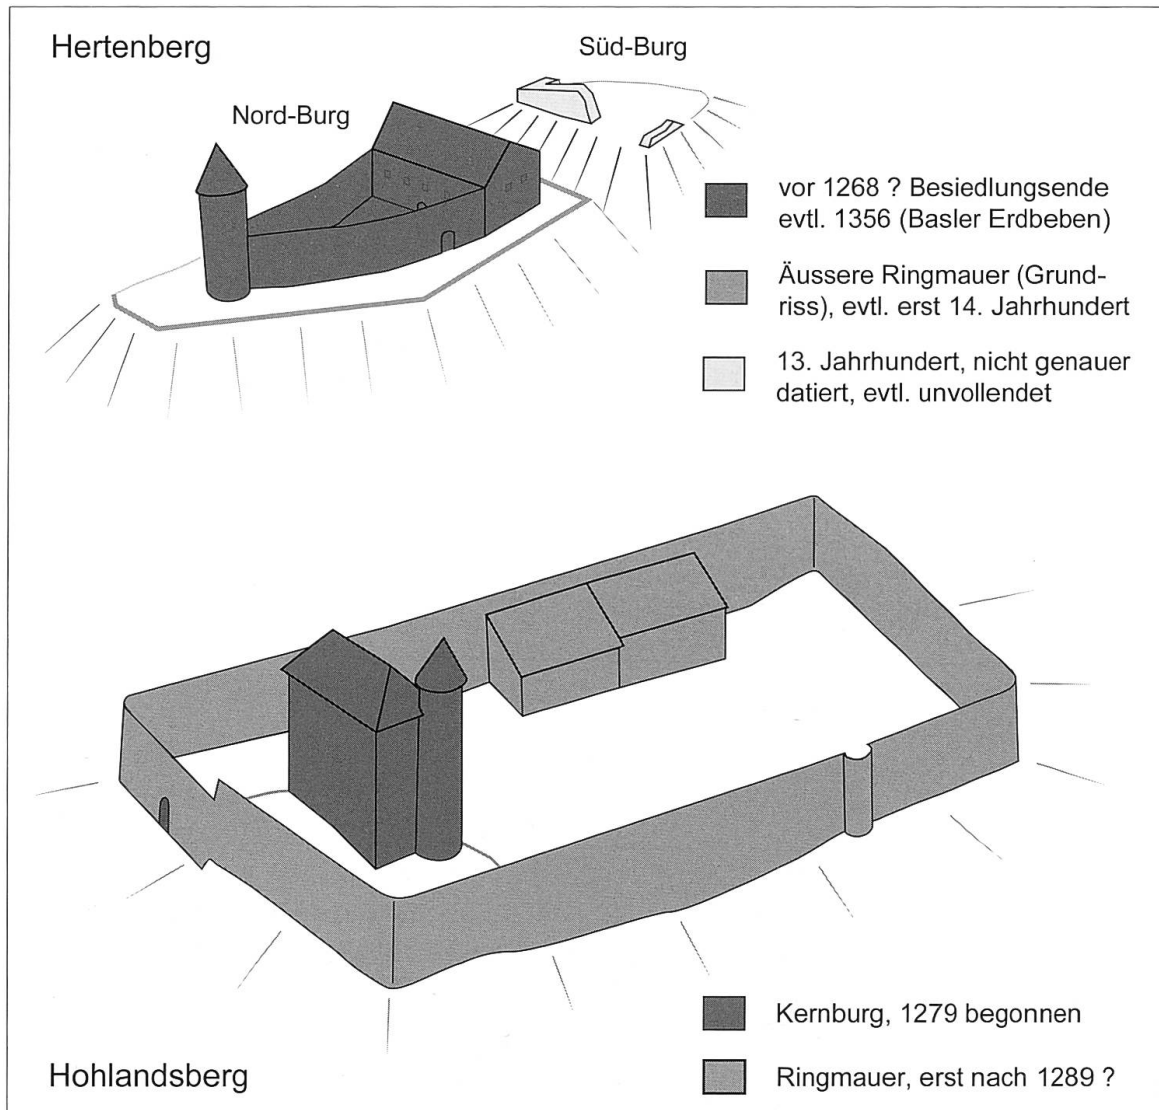 Hertenberg
Süd-Burg
Nord-Burg
vor 1268 ? Besiedlungsende
evtl. 1356 (Basler Erdbeben)
Äussere Ringmauer (Grund-
riss), evtl. erst 14. Jahrhundert
13. Jahrhundert, nicht genauer
datiert, evtl. unvollendet
Kernburg, 1279 begonnen
Ringmauer, erst nach 1289 ?
Hohlandsberg